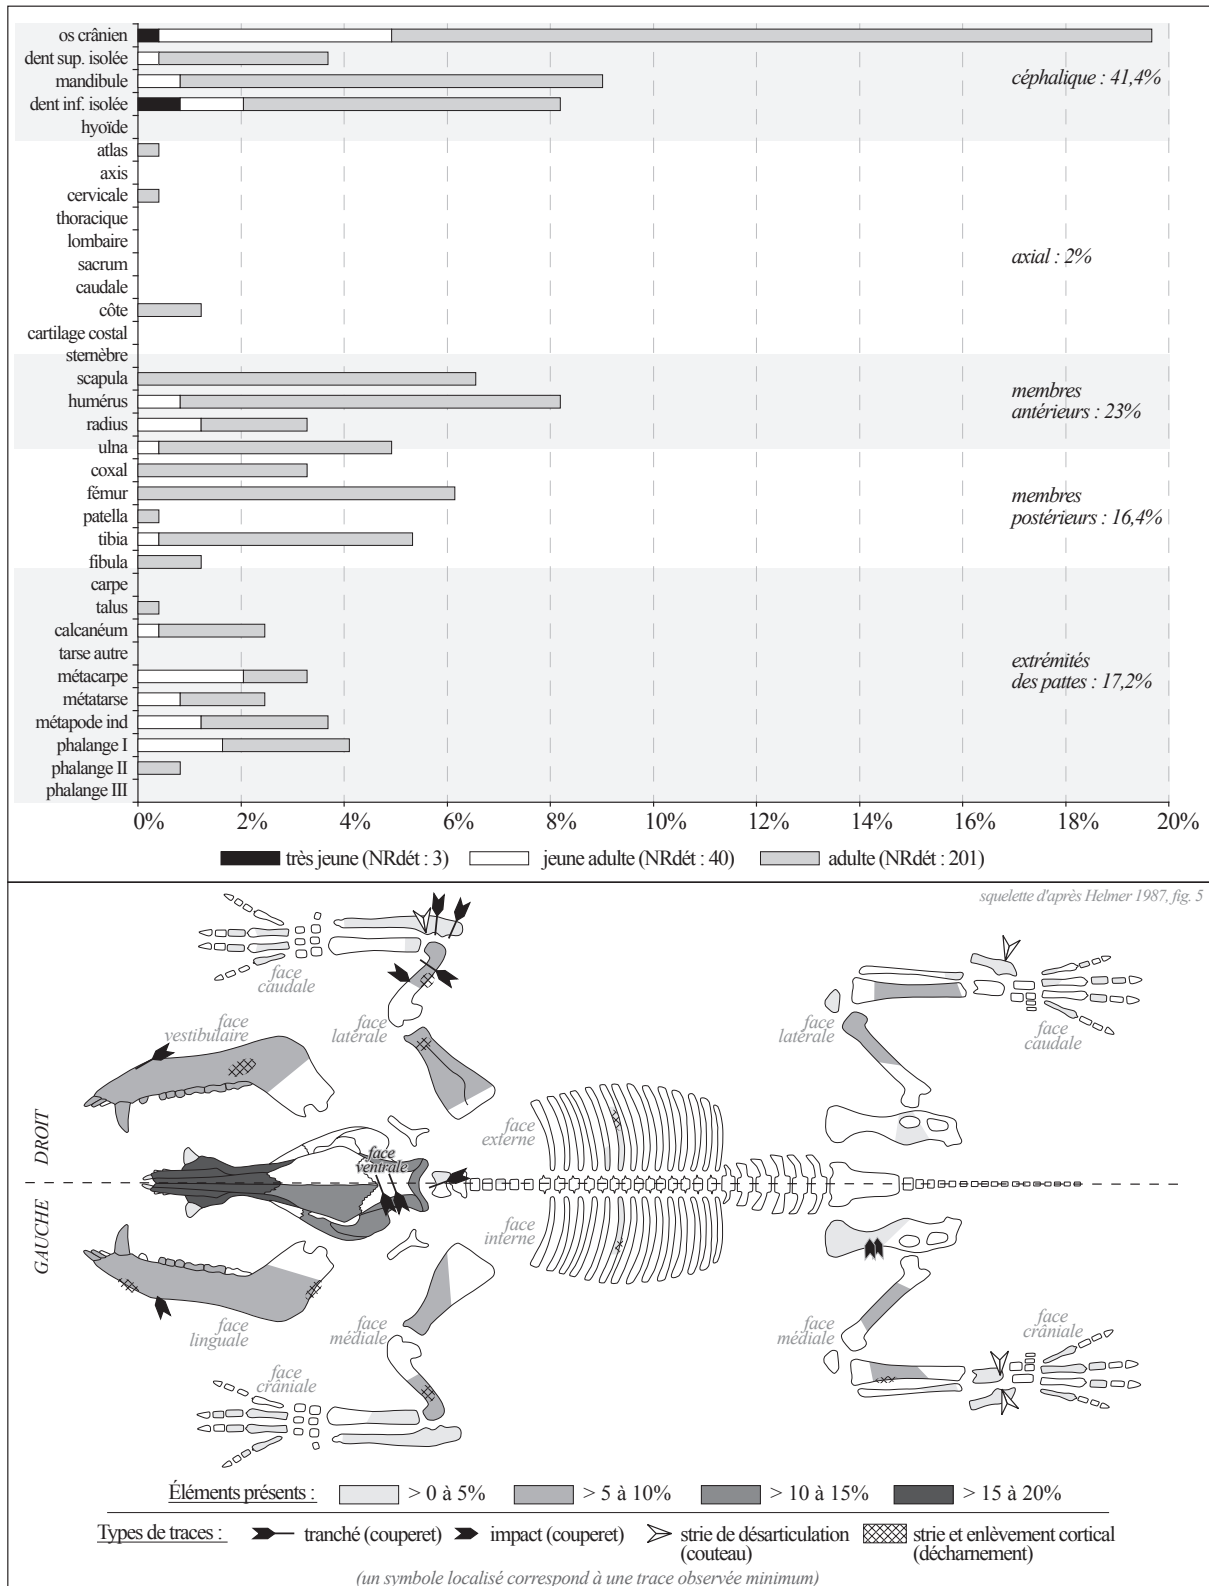 os crânien
dent sup. isolée
mandibule
céphalique : 41,4%
dent inf. isolée
hyoïde
atlas
axis
cervicale
thoracique
lombaire
axial : 2%
sacrum
caudale
côte
cartilage costal
sternèbre
scapula
membres
antérieurs : 23%
humérus
radius
ulna
coxal
fémur
membres
postérieurs : 16,4%
patella
tibia
fibula
carpe
talus
calcanéum
tarse autre
extrémités
des pattes : 17,2%
métacarpe
métatarse
métapode ind
phalange I
phalange II
phalange III
0% 2% 4% 6% 8% 10% 12% 14% 16% 18% 20%
très jeune (NRdét : 3) jeune adulte (NRdét : 40) adulte (NRdét : 201)
squelette d'après Helmer 1987, fig. 5
face
caudale
face
vestibulaire
face
latérale
face
latérale
face
caudale
DROIT
face
ventrale
face
externe
GAUCHE
face
interne
face
linguale
face
médiale
face
médiale
face
crâniale
face
crâniale
Éléments présents : > 0 à 5% > 5 à 10% > 10 à 15% > 15 à 20%
Types de traces : tranché (couperet) impact (couperet) strie de désarticulation (couteau) strie et enlèvement cortical (décharnement)
(un symbole localisé correspond à une trace observée minimum)